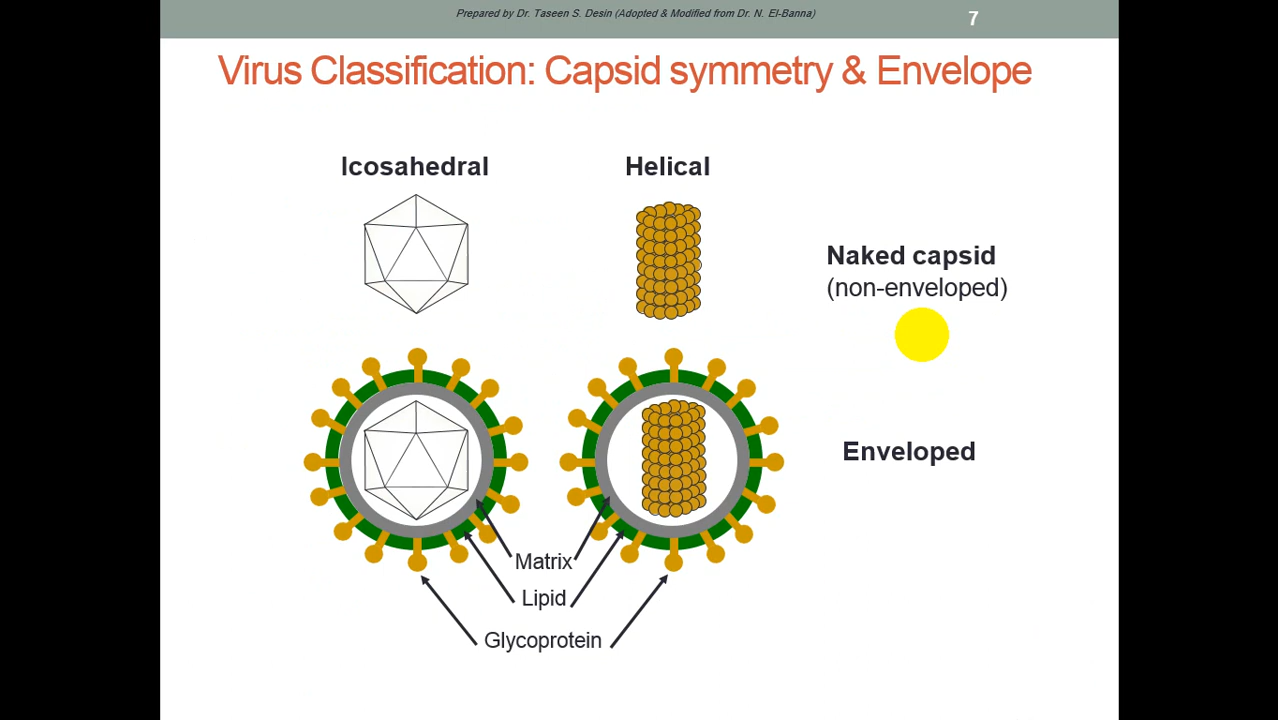 Prepared by Dr. Taseen S. Desin (Adopted & Modified from Dr. N. El-Banna)
7
Virus Classification: Capsid symmetry & Envelope
Icosahedral
Helical
Naked capsid
(non-enveloped)
Enveloped
Matrix
Lipid
Glycoprotein